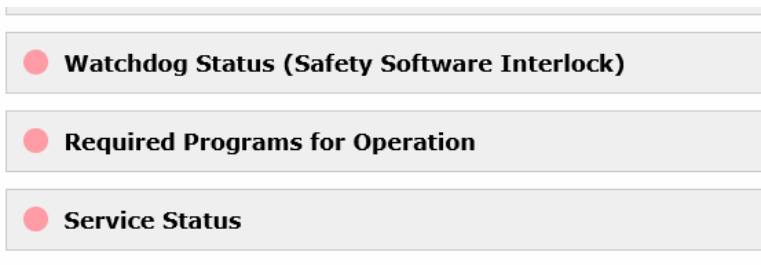 Watchdog Status (Safety Software Interlock)
Required Programs for Operation
Service Status